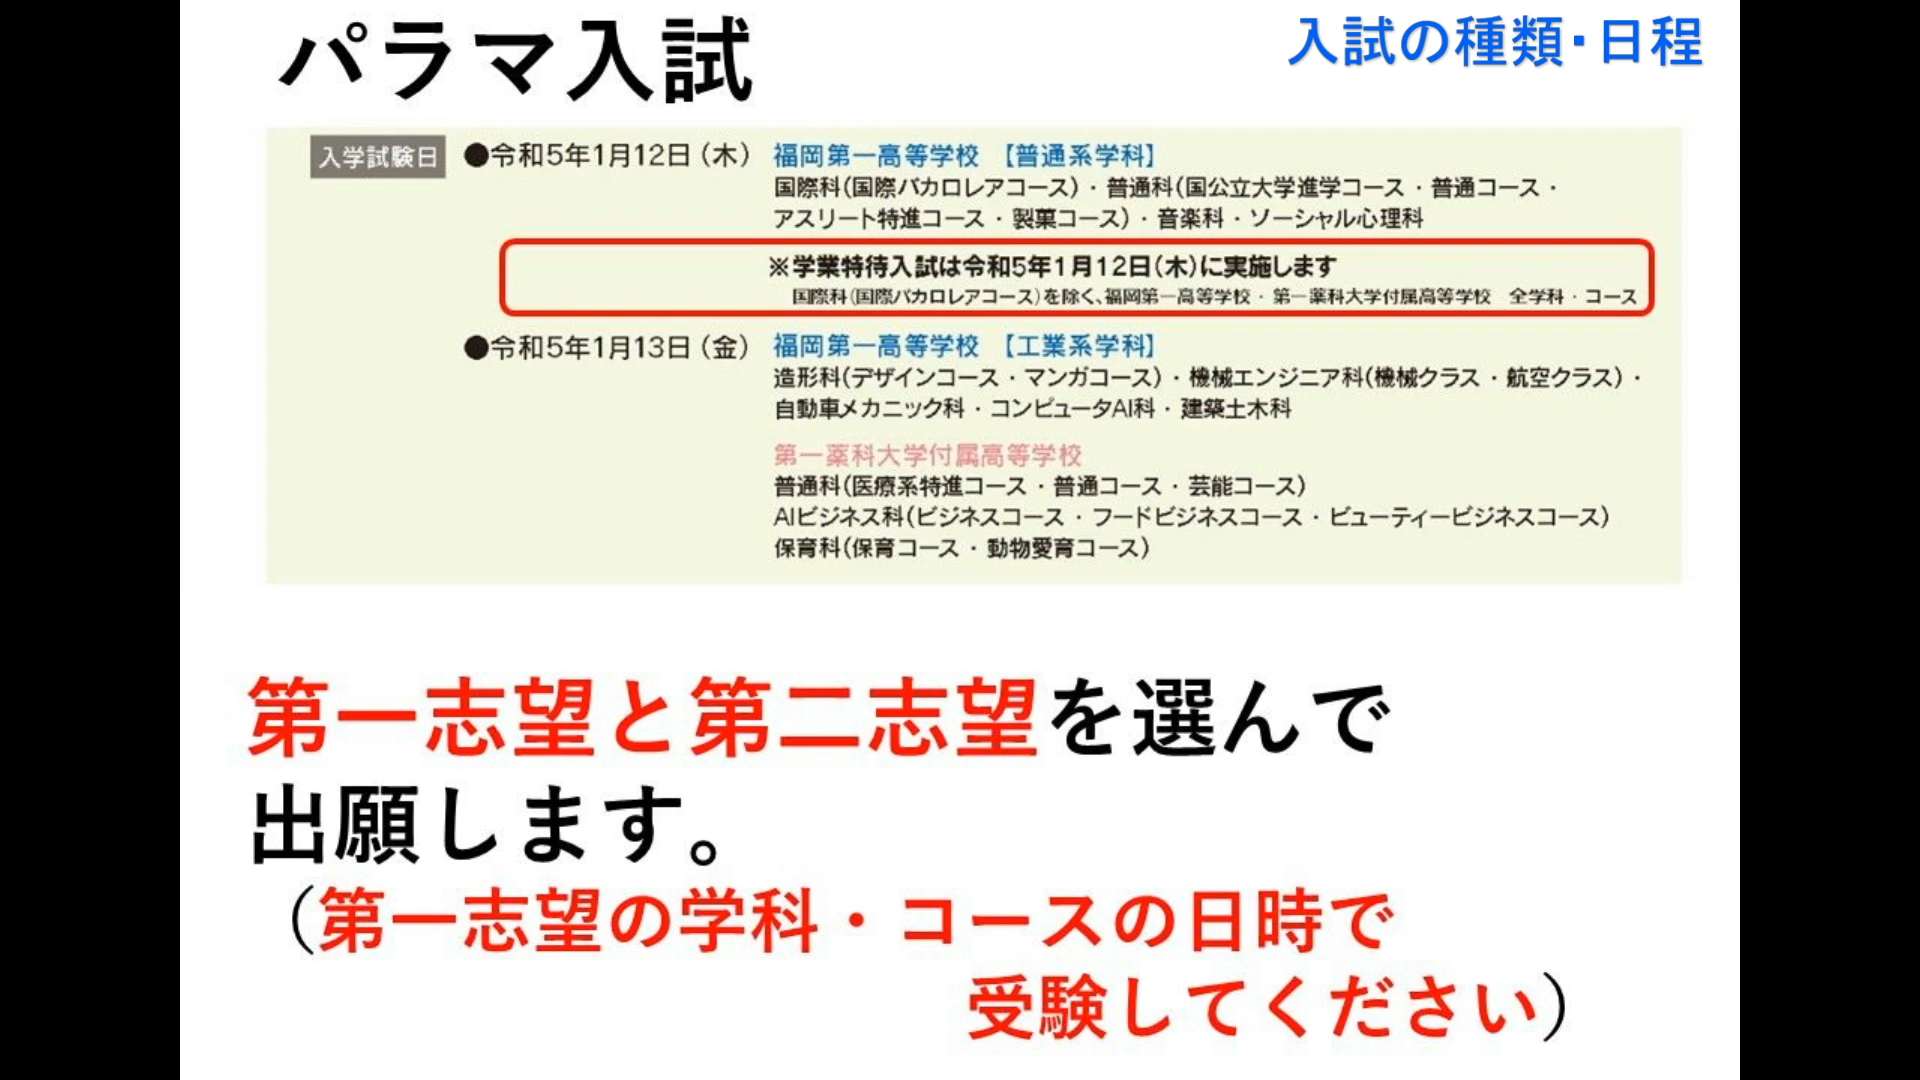 パラマ入試
入試の種類・日程
入学試験日
●令和5年1月12日（木）
福岡第一高等学校 【普通系学科】
国際科（国際バカロレアコース）・普通科（国公立大学進学コース・普通コース・
アスリート特進コース・製菓コース）・音楽科・ソーシャル心理科
※学業特待入試は令和5年1月12日（木）に実施します
国際科（国際バカロレアコース）を除く、福岡第一高等学校・第一薬科大学付属高等学校 全学科・コース
●令和5年1月13日（金）
福岡第一高等学校 【工業系学科】
造形科（デザインコース・マンガコース）・機械エンジニア科（機械クラス・航空クラス）・
自動車メカニック科・コンピュータAI科・建築土木科
第一薬科大学付属高等学校
普通科（医療系特進コース・普通コース・芸能コース）
AIビジネス科（ビジネスコース・フードビジネスコース・ビューティービジネスコース）
保育科（保育コース・動物愛育コース）
第一志望と第二志望を選んで
出願します。
（第一志望の学科・コースの日時で
受験してください）